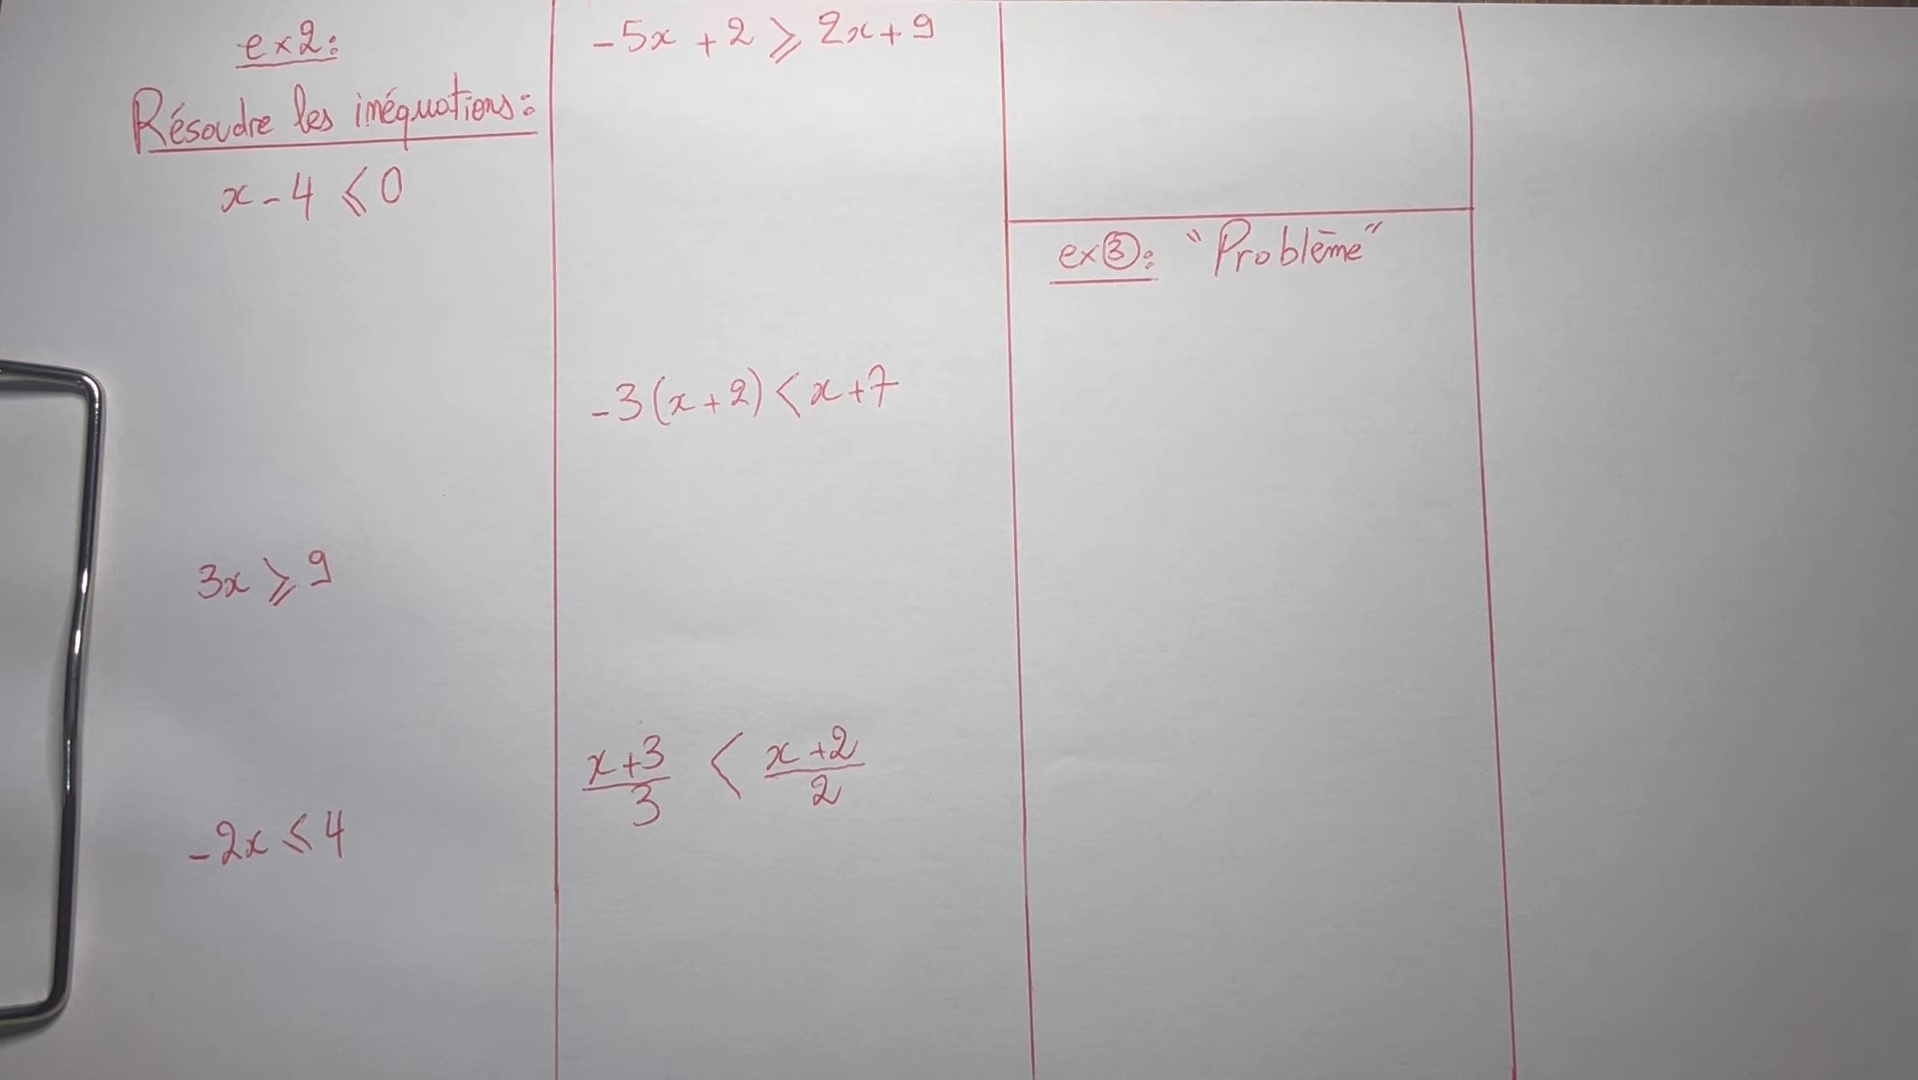 ex2:
Résoudre les inéquations:
x - 4 ⩽ 0
3x ⩾ 9
-2x ⩽ 4
-5x + 2 ⩾ 2x + 9
-3(x+2) < x+7
x+3/3 < x+2/2
ex③: "Problème"